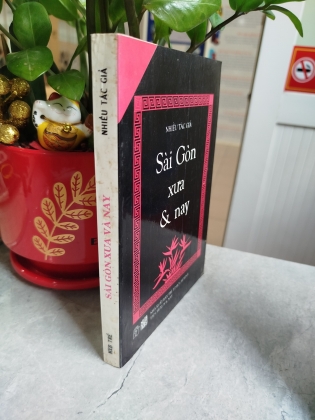 NHIỀU TÁC GIẢ
SÀI GÒN XƯA VÀ NAY
NHIỀU TÁC GIẢ
Sài Gòn
xưa
& nay